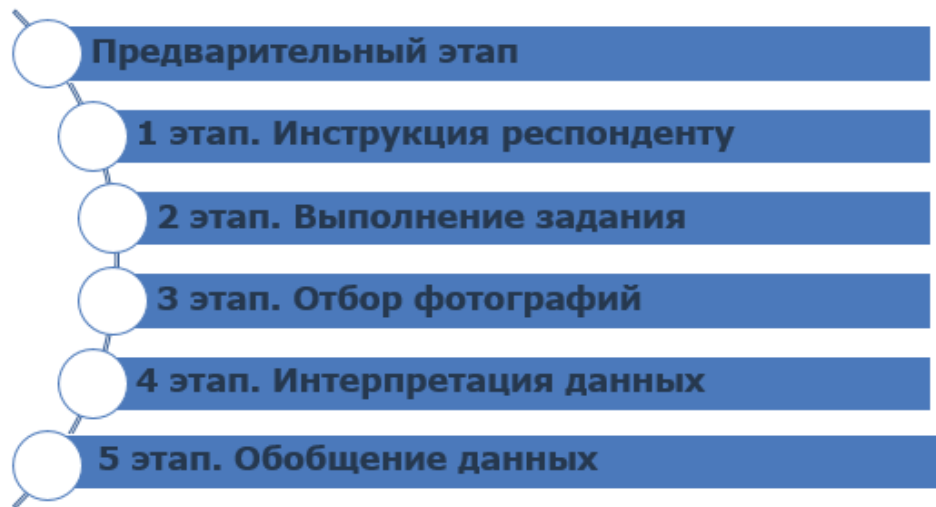 Предварительный этап
1 этап. Инструкция респонденту
2 этап. Выполнение задания
3 этап. Отбор фотографий
4 этап. Интерпретация данных
5 этап. Обобщение данных